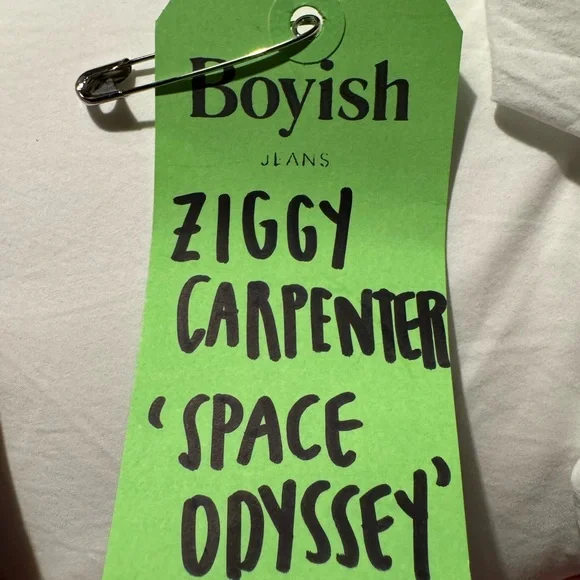 Boyish
JEANS
ZIGGY
CARPENTER
'SPACE
ODYSSEY'